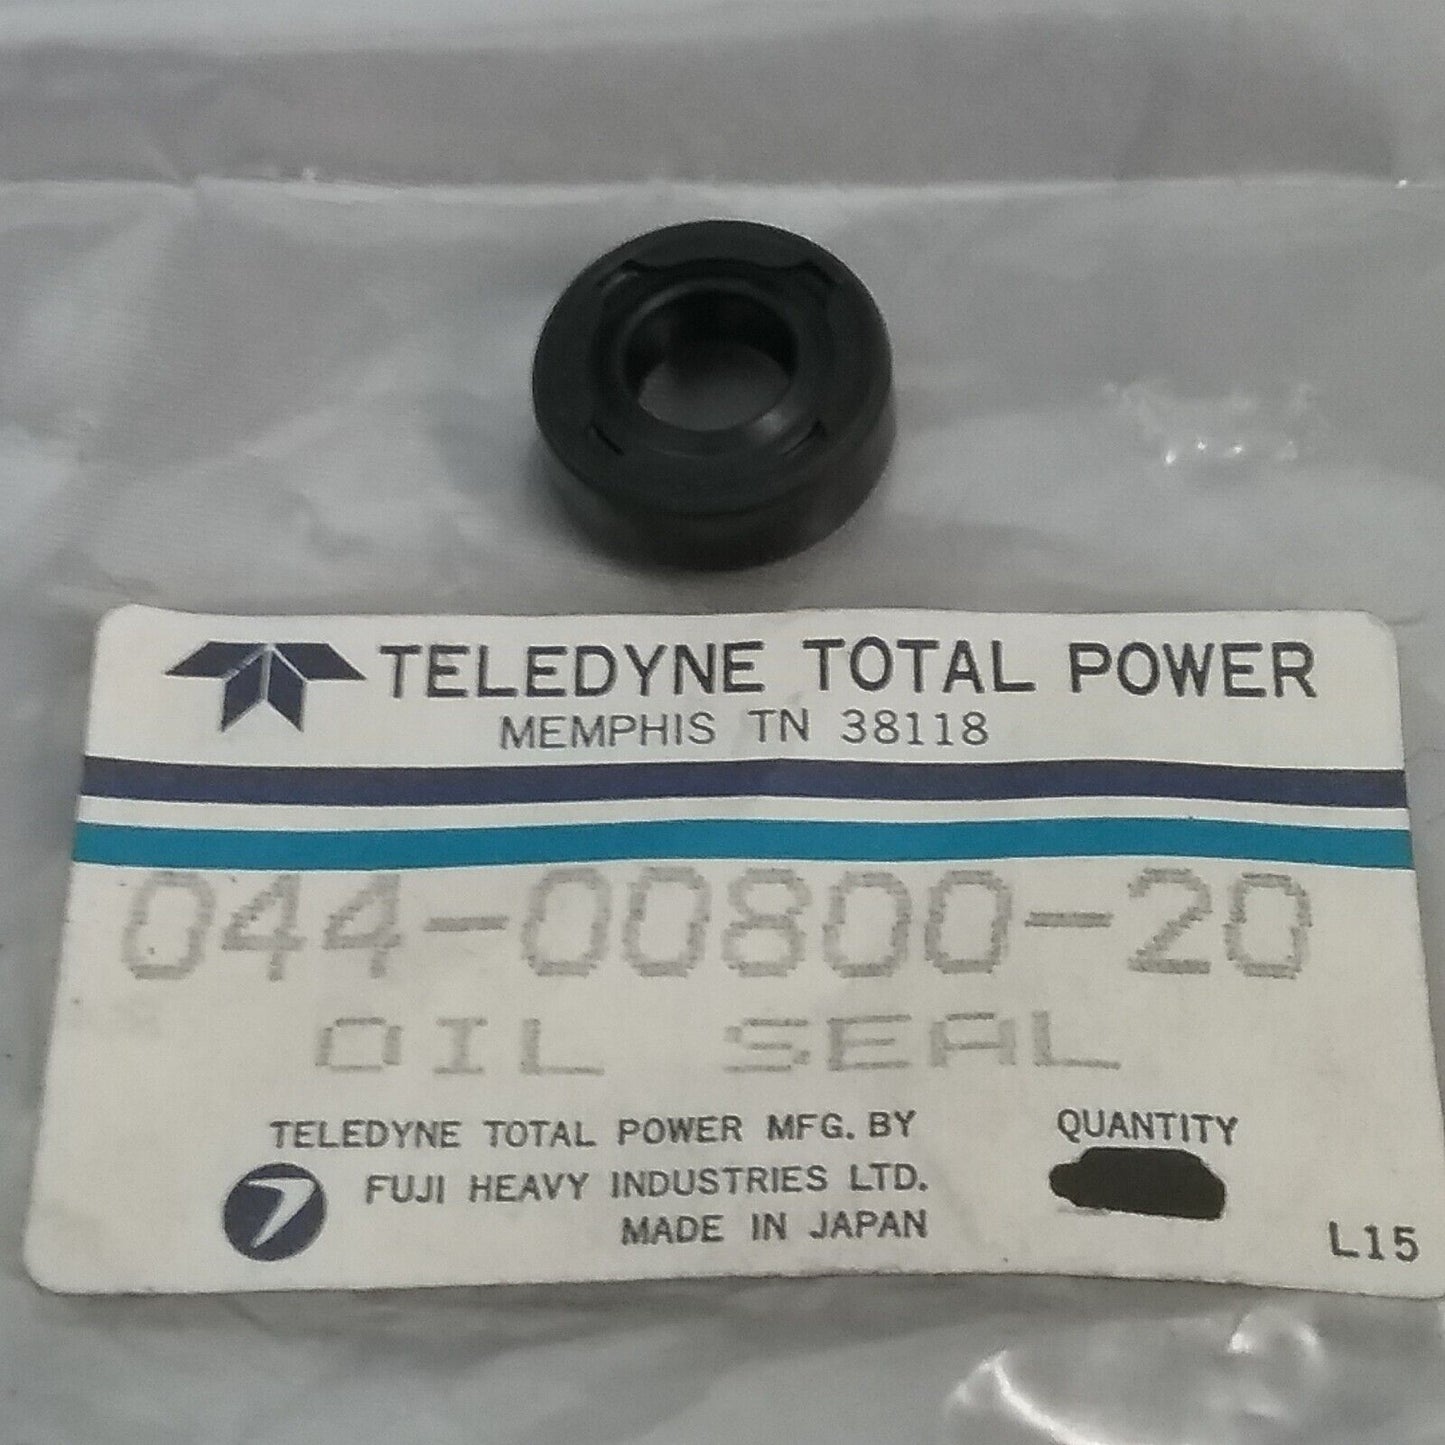 TELEDYNE TOTAL POWER
MEMPHIS TN 38118
044-00800-20
OIL SEAL
TELEDYNE TOTAL POWER MFG. BY
FUJI HEAVY INDUSTRIES LTD.
MADE IN JAPAN
QUANTITY
L15